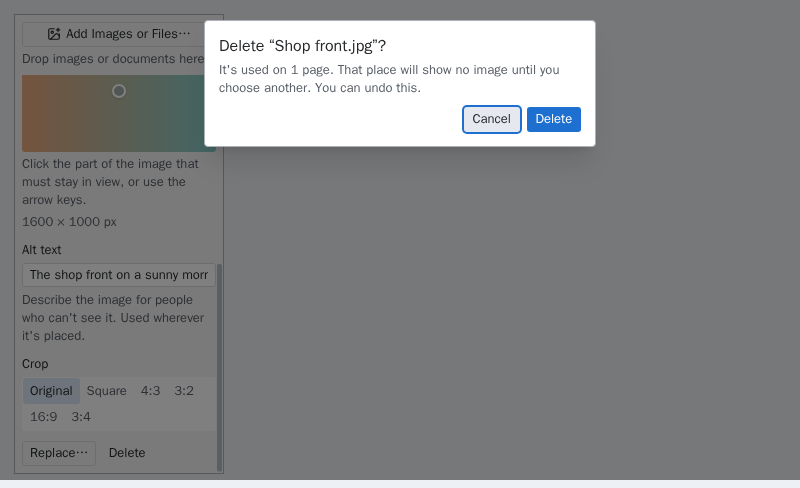 Add Images or Files…
Drop images or documents here
Delete “Shop front.jpg”?
It's used on 1 page. That place will show no image until you
choose another. You can undo this.
Cancel
Delete
Click the part of the image that
must stay in view, or use the
arrow keys.
1600 × 1000 px
Alt text
The shop front on a sunny morr
Describe the image for people
who can't see it. Used wherever
it's placed.
Crop
Original Square 4:3 3:2
16:9 3:4
Replace… Delete